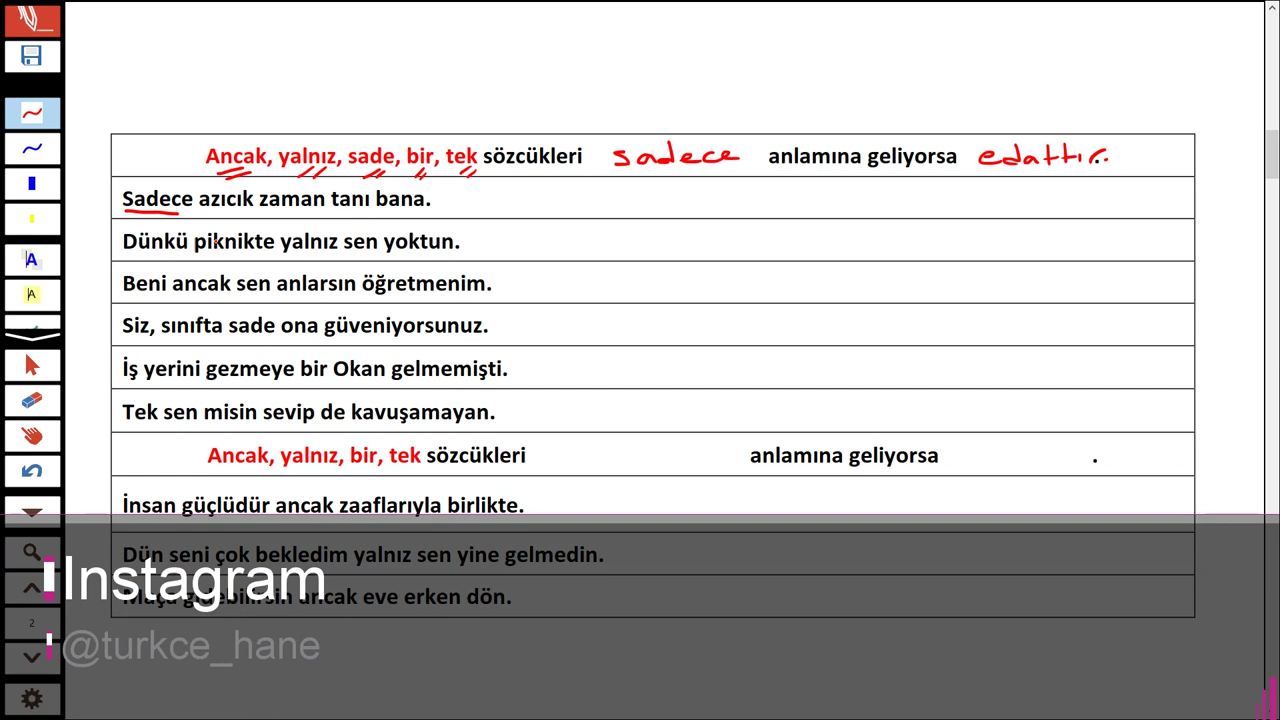 Ancak, yalnız, sade, bir, tek sözcükleri sadece anlamına geliyorsa edattır.
Sadece azıcık zaman tanı bana.
Dünkü piknikte yalnız sen yoktun.
Beni ancak sen anlarsın öğretmenim.
Siz, sınıfta sade ona güveniyorsunuz.
İş yerini gezmeye bir Okan gelmemişti.
Tek sen misin sevip de kavuşamayan.
Ancak, yalnız, bir, tek sözcükleri anlamına geliyorsa .
İnsan güçlüdür ancak zaaflarıyla birlikte.
Dün seni çok bekledim yalnız sen yine gelmedin.
Instagram
Maça gidebilirsin ancak eve erken dön.
@turkce_hane
A
A
2